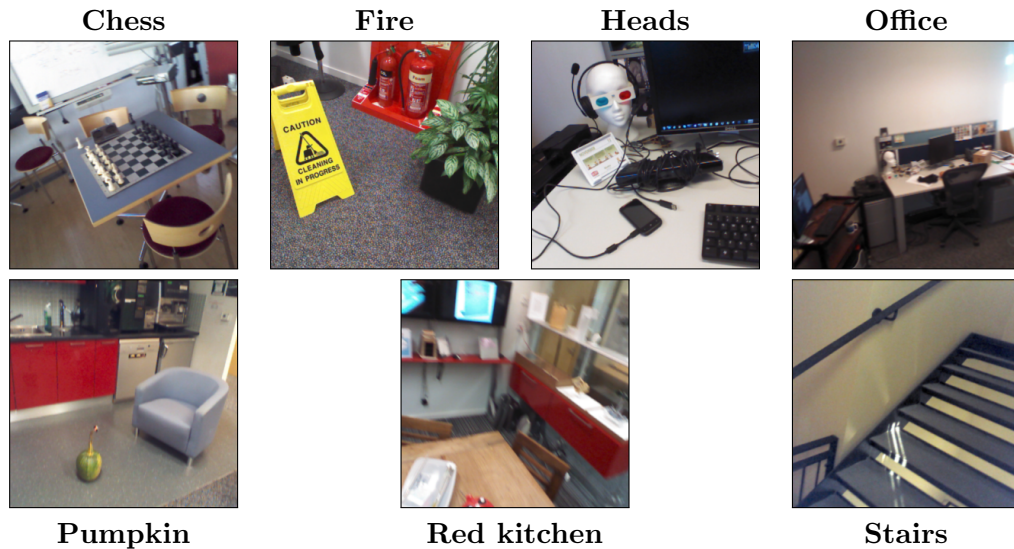 Chess
Fire
Heads
Office
CAUTION
CLEANING
IN PROGRESS
Pumpkin
Red kitchen
Stairs